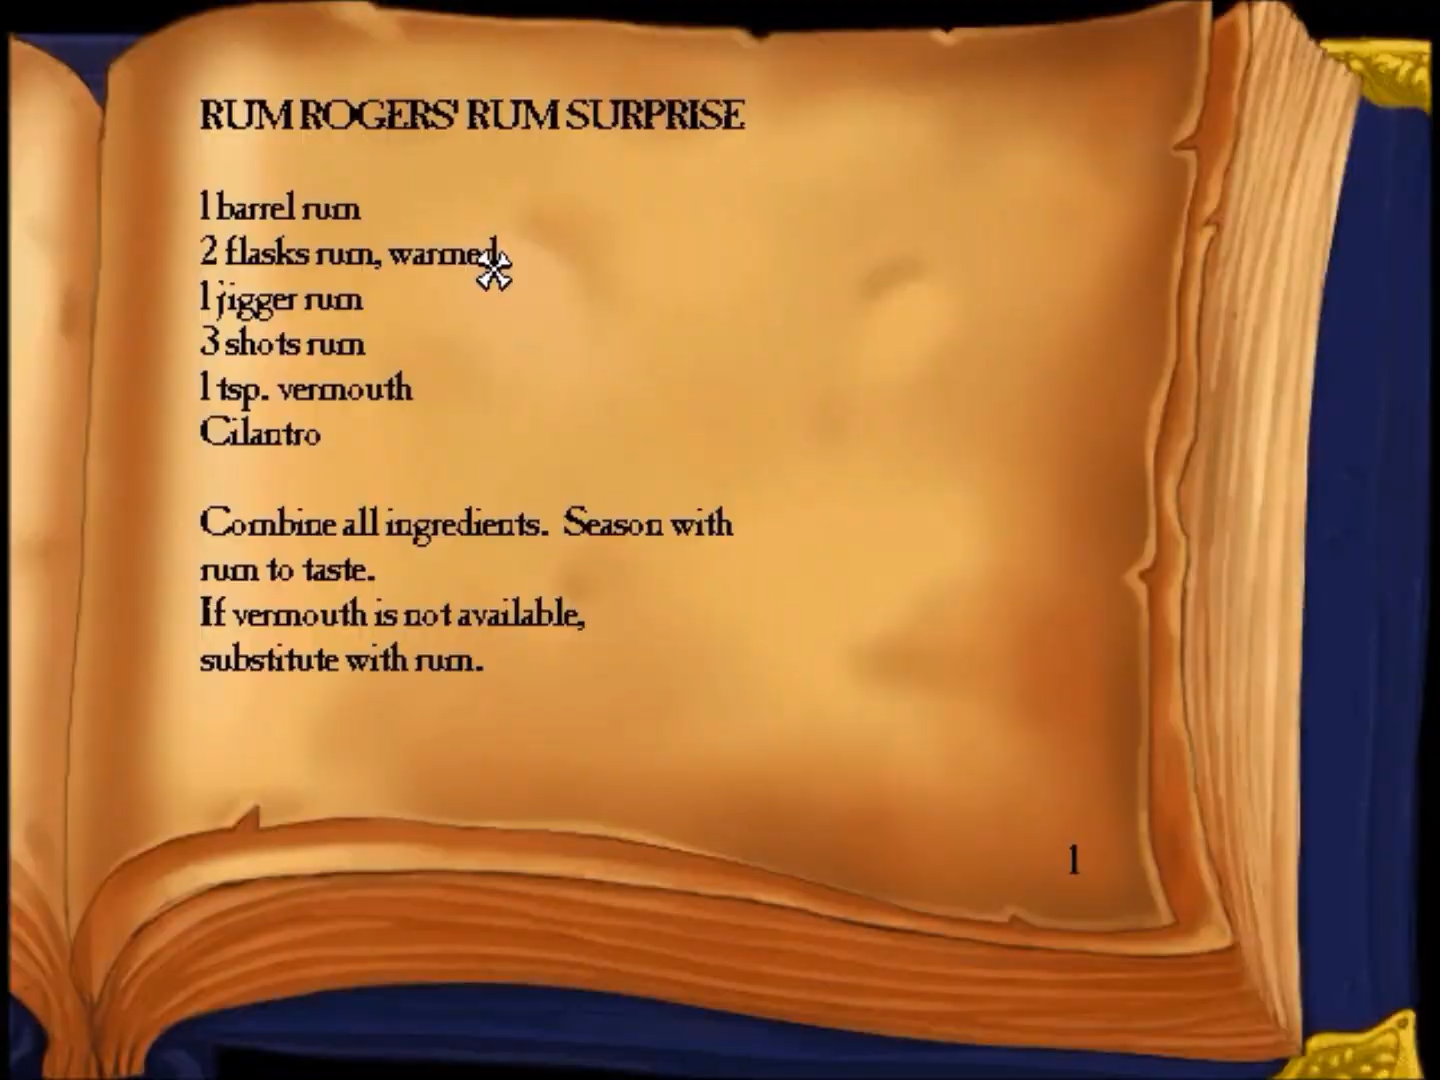 RUM ROGERS' RUM SURPRISE
1 barrel rum
2 flasks rum, warmed
1 jigger rum
3 shots rum
1 tsp. vermouth
Cilantro
Combine all ingredients. Season with
rum to taste.
If vermouth is not available,
substitute with rum.
1